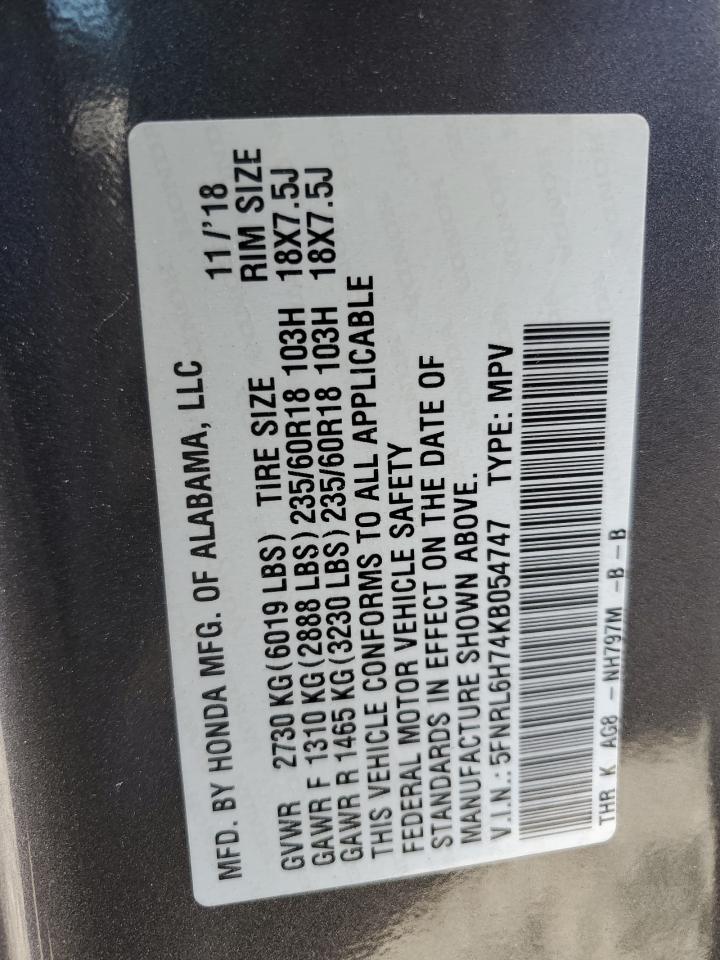 MFD. BY HONDA MFG. OF ALABAMA, LLC 11/'18
GVWR 2730 KG(6019 LBS) TIRE SIZE RIM SIZE
GAWR F 1310 KG(2888 LBS) 235/60R18 103H 18X7.5J
GAWR R 1465 KG(3230 LBS) 235/60R18 103H 18X7.5J
THIS VEHICLE CONFORMS TO ALL APPLICABLE
FEDERAL MOTOR VEHICLE SAFETY
STANDARDS IN EFFECT ON THE DATE OF
MANUFACTURE SHOWN ABOVE.
V.I.N.:5FNRL6H74KB054747 TYPE: MPV
THR K AG8 -NH797M -B -B